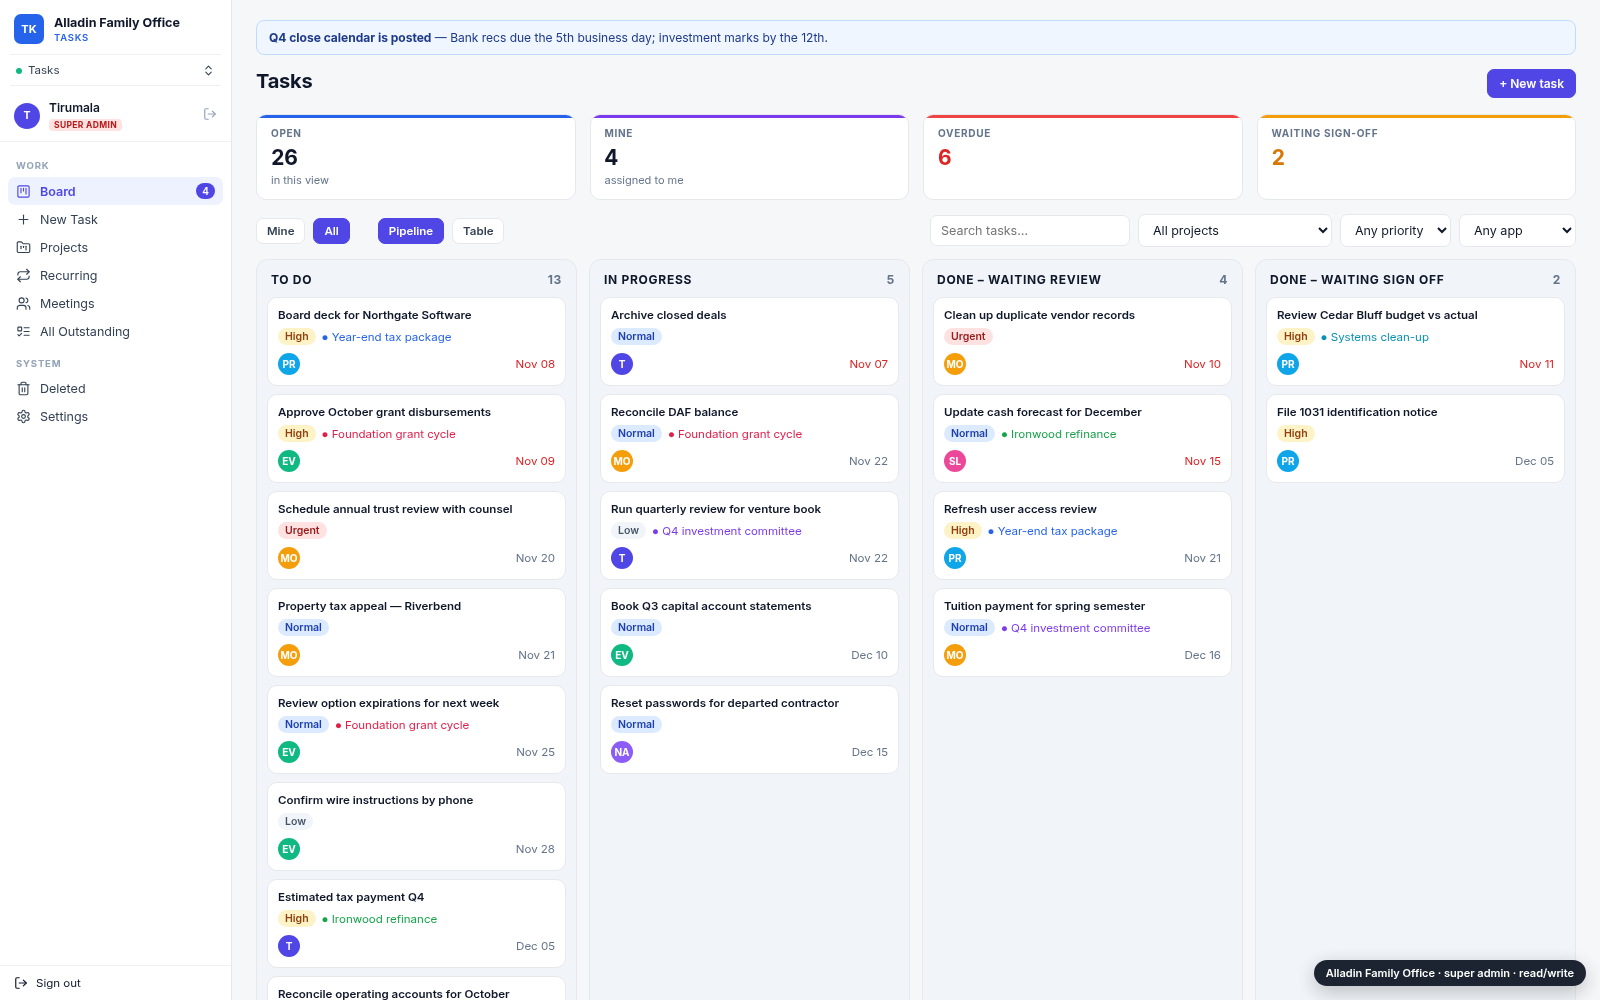 TK
Alladin Family Office
TASKS
Tasks
T
Tirumala
SUPER ADMIN
WORK
Board 4
New Task
Projects
Recurring
Meetings
All Outstanding
SYSTEM
Deleted
Settings
Sign out
Q4 close calendar is posted — Bank recs due the 5th business day; investment marks by the 12th.
Tasks
+ New task
OPEN
26
in this view
MINE
4
assigned to me
OVERDUE
6
WAITING SIGN-OFF
2
Mine All Pipeline Table
Search tasks...
All projects
Any priority
Any app
TO DO 13
Board deck for Northgate Software
High • Year-end tax package
PR Nov 08
Approve October grant disbursements
High • Foundation grant cycle
EV Nov 09
Schedule annual trust review with counsel
Urgent
MO Nov 20
Property tax appeal — Riverbend
Normal
MO Nov 21
Review option expirations for next week
Normal • Foundation grant cycle
EV Nov 25
Confirm wire instructions by phone
Low
EV Nov 28
Estimated tax payment Q4
High • Ironwood refinance
T Dec 05
Reconcile operating accounts for October
IN PROGRESS 5
Archive closed deals
Normal
T Nov 07
Reconcile DAF balance
Normal • Foundation grant cycle
MO Nov 22
Run quarterly review for venture book
Low • Q4 investment committee
T Nov 22
Book Q3 capital account statements
Normal
EV Dec 10
Reset passwords for departed contractor
Normal
NA Dec 15
DONE – WAITING REVIEW 4
Clean up duplicate vendor records
Urgent
MO Nov 10
Update cash forecast for December
Normal • Ironwood refinance
SL Nov 15
Refresh user access review
High • Year-end tax package
PR Nov 21
Tuition payment for spring semester
Normal • Q4 investment committee
MO Dec 16
DONE – WAITING SIGN OFF 2
Review Cedar Bluff budget vs actual
High • Systems clean-up
PR Nov 11
File 1031 identification notice
High
PR Dec 05
Alladin Family Office · super admin · read/write